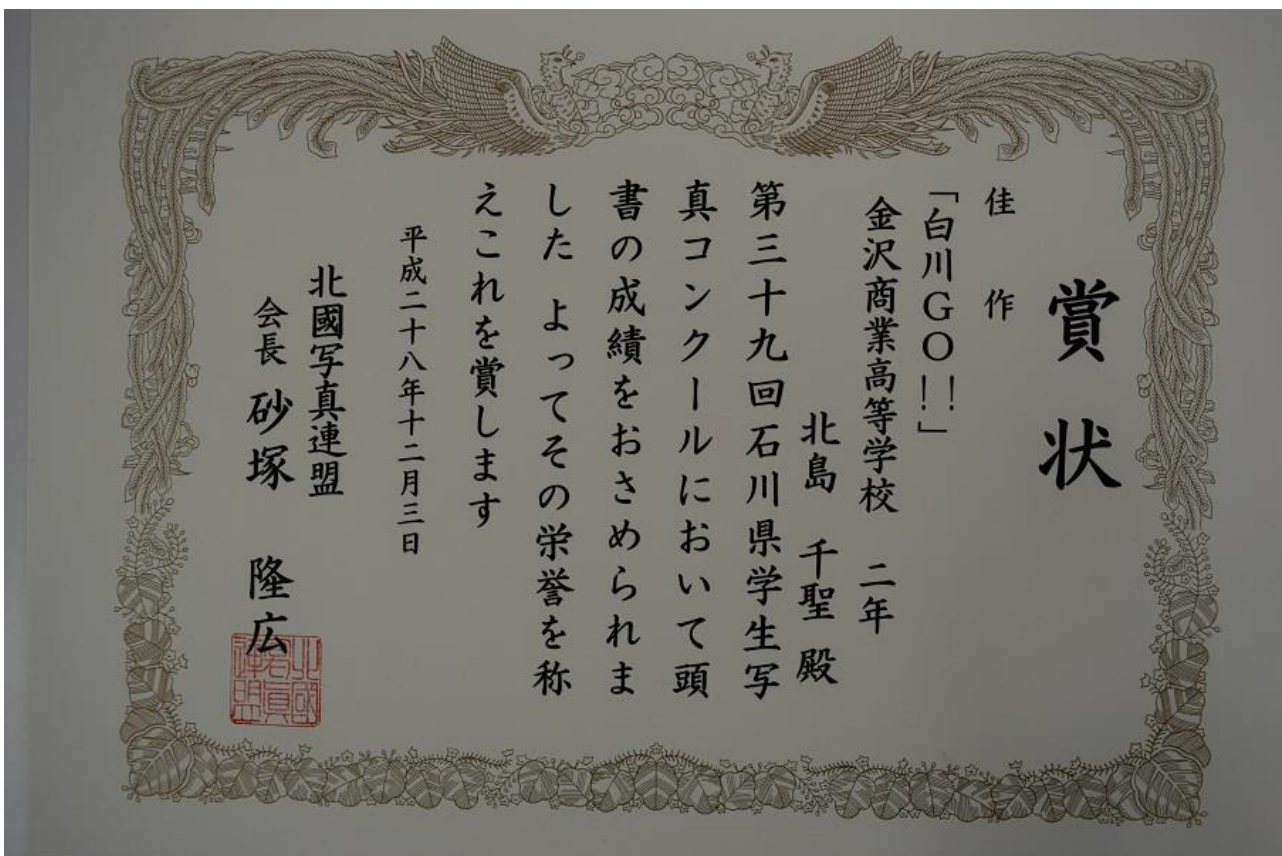 賞状
佳作
「白川GO!!」
金沢商業高等学校 二年
北島 千聖 殿
第三十九回石川県学生写
真コンクールにおいて頭
書の成績をおさめられま
した よってその栄誉を称
えこれを賞します
平成二十八年十二月三日
北國写真連盟
会長 砂塚 隆広